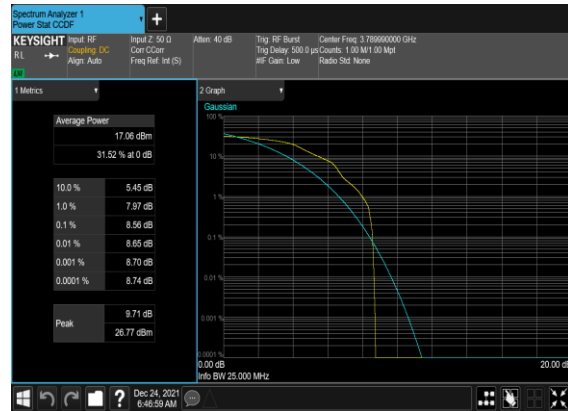 Spectrum Analyzer 1
Power Stat CCDF
KEYSIGHT
RL
Input: RF
Coupling: DC
Align: Auto
Input Z: 50 Ω
Corr CCorr
Freq Ref: Int (S)
Atten: 40 dB
Trig: RF Burst
Trig Delay: 500.0 µs
#IF Gain: Low
Center Freq: 3.789990000 GHz
Counts: 1.00 M/1.00 Mpt
Radio Std: None
1 Metrics
Average Power
17.06 dBm
31.52 % at 0 dB
10.0 % 5.45 dB
1.0 % 7.97 dB
0.1 % 8.56 dB
0.01 % 8.65 dB
0.001 % 8.70 dB
0.0001 % 8.74 dB
Peak
9.71 dB
26.77 dBm
2 Graph
Gaussian
100 %
10 %
1 %
0.1 %
0.01 %
0.001 %
0.0001 %
0.00 dB 20.00 dB
Info BW 25.000 MHz
Dec 24, 2021
6:46:59 AM